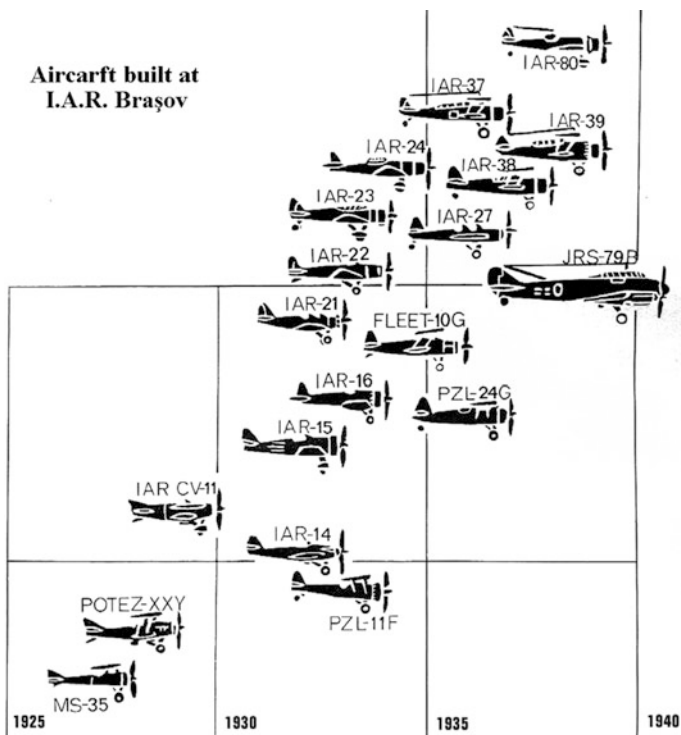 Aircarft built at
I.A.R. Braşov
IAR-80
IAR-37
IAR-39
IAR-24
IAR-38
IAR-23
IAR-27
IAR-22
JRS-79B
IAR-21
FLEET-10G
IAR-16
PZL-24G
IAR-15
IAR CV-11
IAR-14
POTEZ-XXY
PZL-11F
MS-35
1925
1930
1935
1940